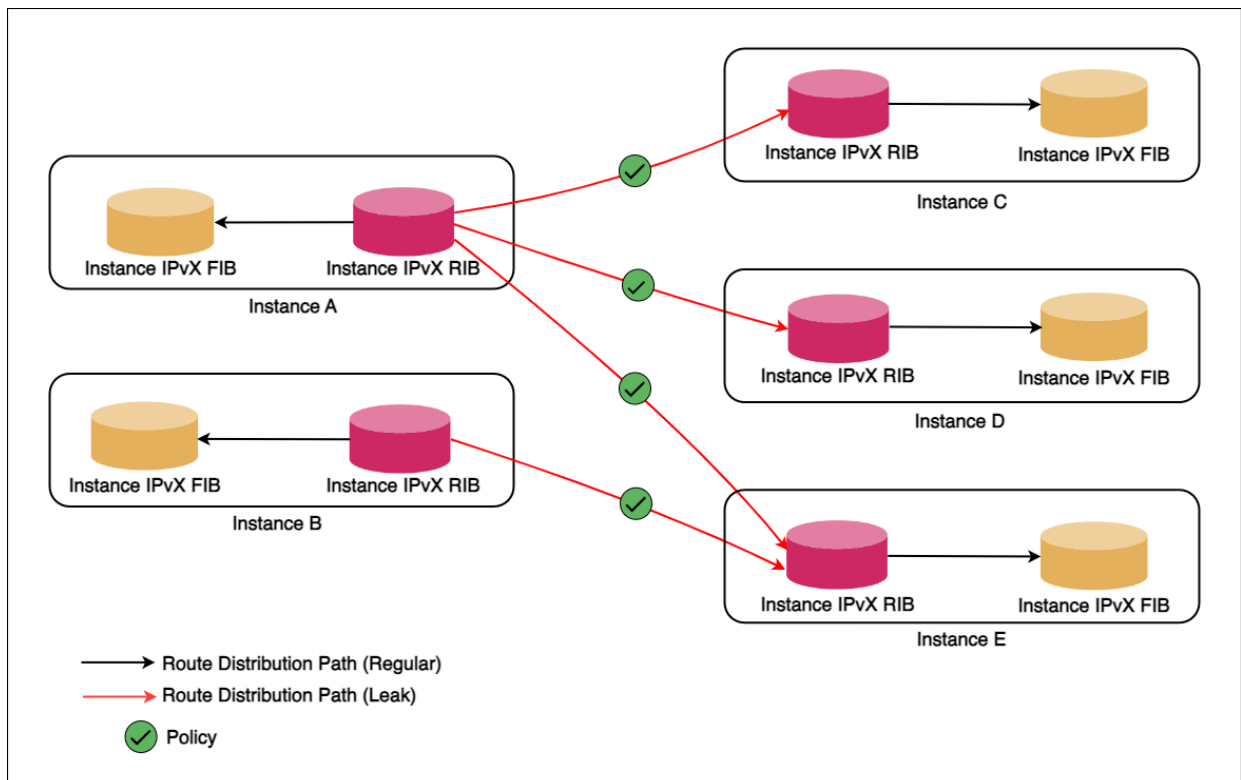 Instance IPvX RIB
Instance IPvX FIB
Instance C
Instance IPvX FIB
Instance IPvX RIB
Instance A
Instance IPvX RIB
Instance IPvX FIB
Instance D
Instance IPvX FIB
Instance IPvX RIB
Instance B
Instance IPvX RIB
Instance IPvX FIB
Instance E
Route Distribution Path (Regular)
Route Distribution Path (Leak)
Policy